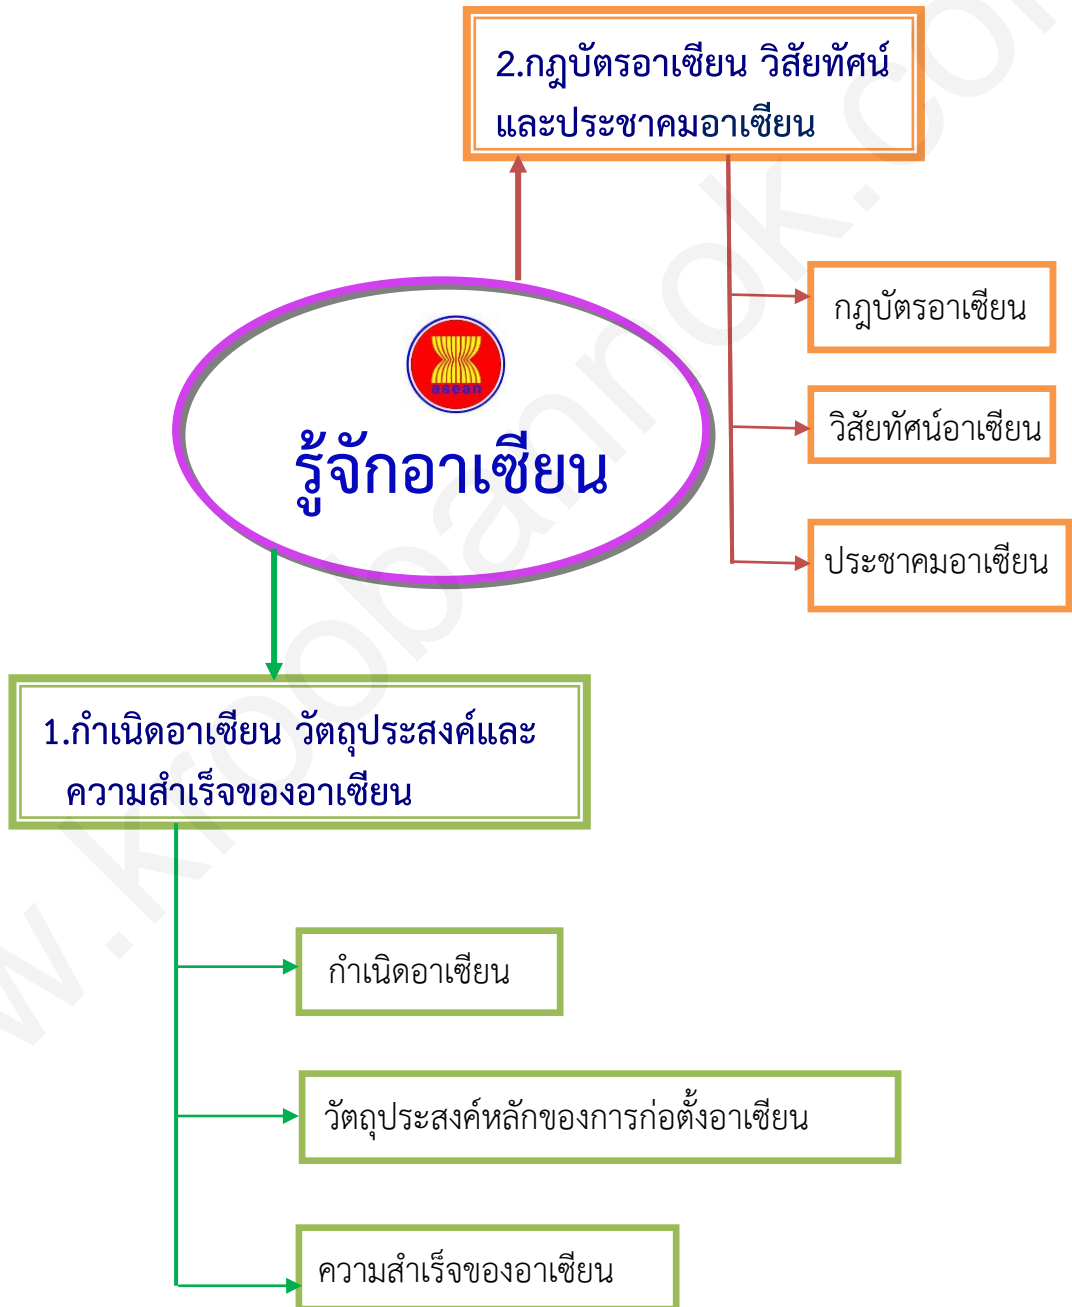 2.กฎบัตรอาเซียน วิสัยทัศน์
และประชาคมอาเซียน
กฎบัตรอาเซียน
วิสัยทัศน์อาเซียน
ประชาคมอาเซียน
asean
รู้จักอาเซียน
1.กำเนิดอาเซียน วัตถุประสงค์และ
ความสำเร็จของอาเซียน
กำเนิดอาเซียน
วัตถุประสงค์หลักของการก่อตั้งอาเซียน
ความสำเร็จของอาเซียน
w.kroobannok.co